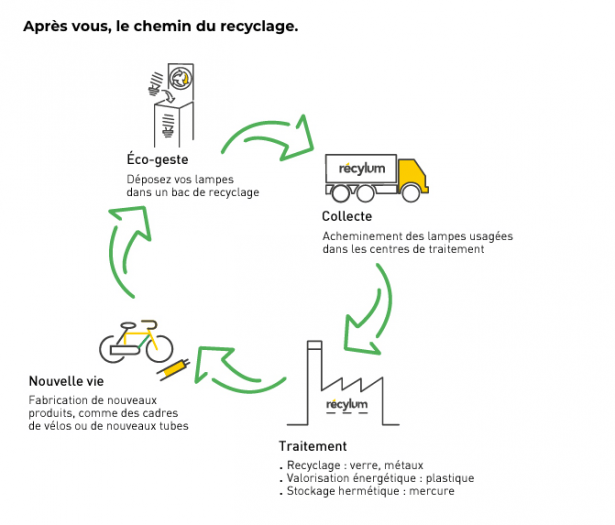 Après vous, le chemin du recyclage.
Éco-geste
Déposez vos lampes
dans un bac de recyclage
récylum
Collecte
Acheminement des lampes usagées
dans les centres de traitement
récylum
Traitement
. Recyclage : verre, métaux
. Valorisation énergétique : plastique
. Stockage hermétique : mercure
Nouvelle vie
Fabrication de nouveaux
produits, comme des cadres
de vélos ou de nouveaux tubes